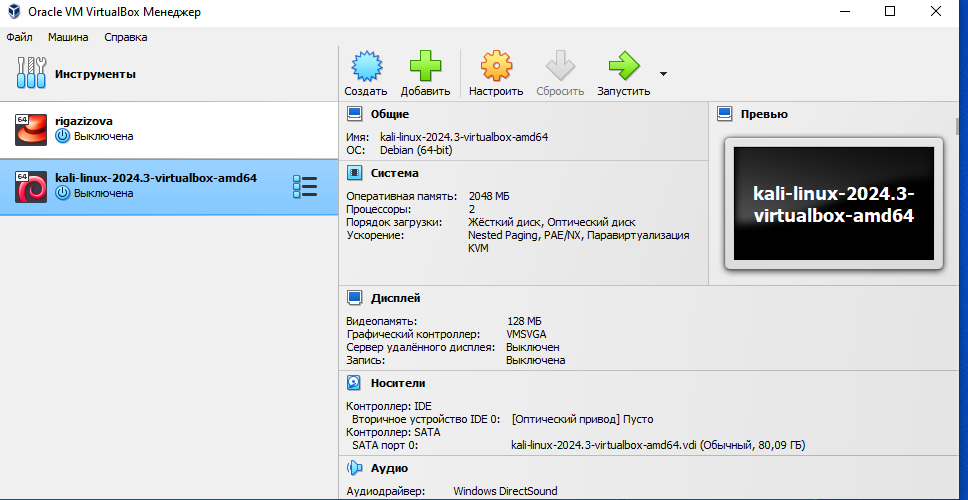 Oracle VM VirtualBox Менеджер
Файл Машина Справка
Инструменты
Создать Добавить Настроить Сбросить Запустить
64 rigazizova
Выключена
64 kali-linux-2024.3-virtualbox-amd64
Выключена
Общие
Имя: kali-linux-2024.3-virtualbox-amd64
ОС: Debian (64-bit)
Превью
kali-linux-2024.3-
virtualbox-amd64
Система
Оперативная память: 2048 МБ
Процессоры: 2
Порядок загрузки: Жёсткий диск, Оптический диск
Ускорение: Nested Paging, PAE/NX, Паравиртуализация
KVM
Дисплей
Видеопамять: 128 МБ
Графический контроллер: VMSVGA
Сервер удалённого дисплея: Выключен
Запись: Выключена
Носители
Контроллер: IDE
Вторичное устройство IDE 0: [Оптический привод] Пусто
Контроллер: SATA
SATA порт 0: kali-linux-2024.3-virtualbox-amd64.vdi (Обычный, 80,09 ГБ)
Аудио
Аудиодрайвер: Windows DirectSound